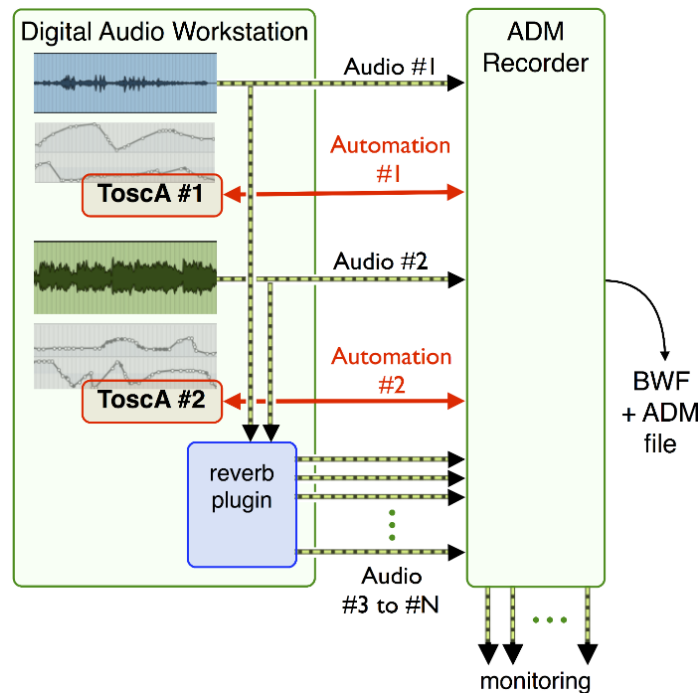 Digital Audio Workstation
ADM
Recorder
Audio #1
Automation
#1
ToscA #1
Audio #2
Automation
#2
ToscA #2
BWF
+ ADM
file
reverb
plugin
Audio
#3 to #N
monitoring